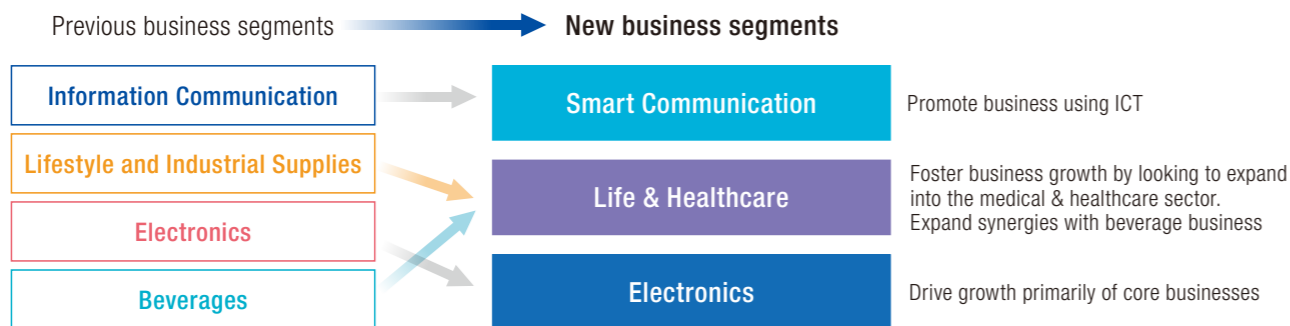 Previous business segments
New business segments
Information Communication
Lifestyle and Industrial Supplies
Electronics
Beverages
Smart Communication
Promote business using ICT
Life & Healthcare
Foster business growth by looking to expand
into the medical & healthcare sector.
Expand synergies with beverage business
Electronics
Drive growth primarily of core businesses